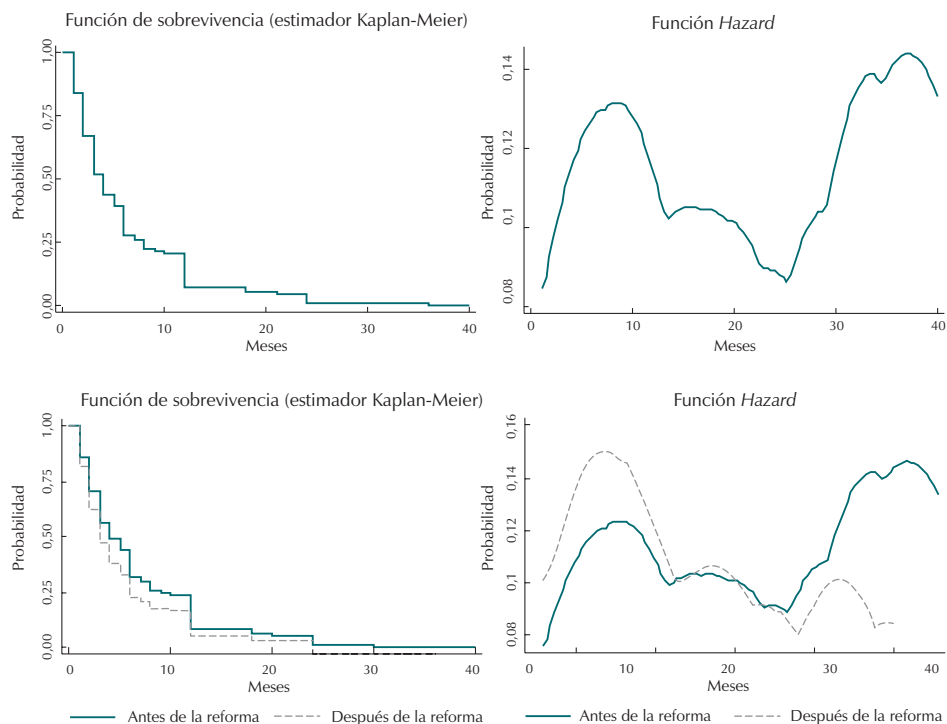 Función de sobrevivencia (estimador Kaplan-Meier)
Probabilidad
1,00
0,75
0,50
0,25
0,00
0
10
20
30
40
Meses
Función Hazard
Probabilidad
0,14
0,12
0,1
0,08
0
10
20
30
40
Meses
Función de sobrevivencia (estimador Kaplan-Meier)
Probabilidad
1,00
0,75
0,50
0,25
0,00
0
10
20
30
40
Meses
Antes de la reforma
Después de la reforma
Función Hazard
Probabilidad
0,16
0,14
0,12
0,1
0,08
0
10
20
30
40
Meses
Antes de la reforma
Después de la reforma